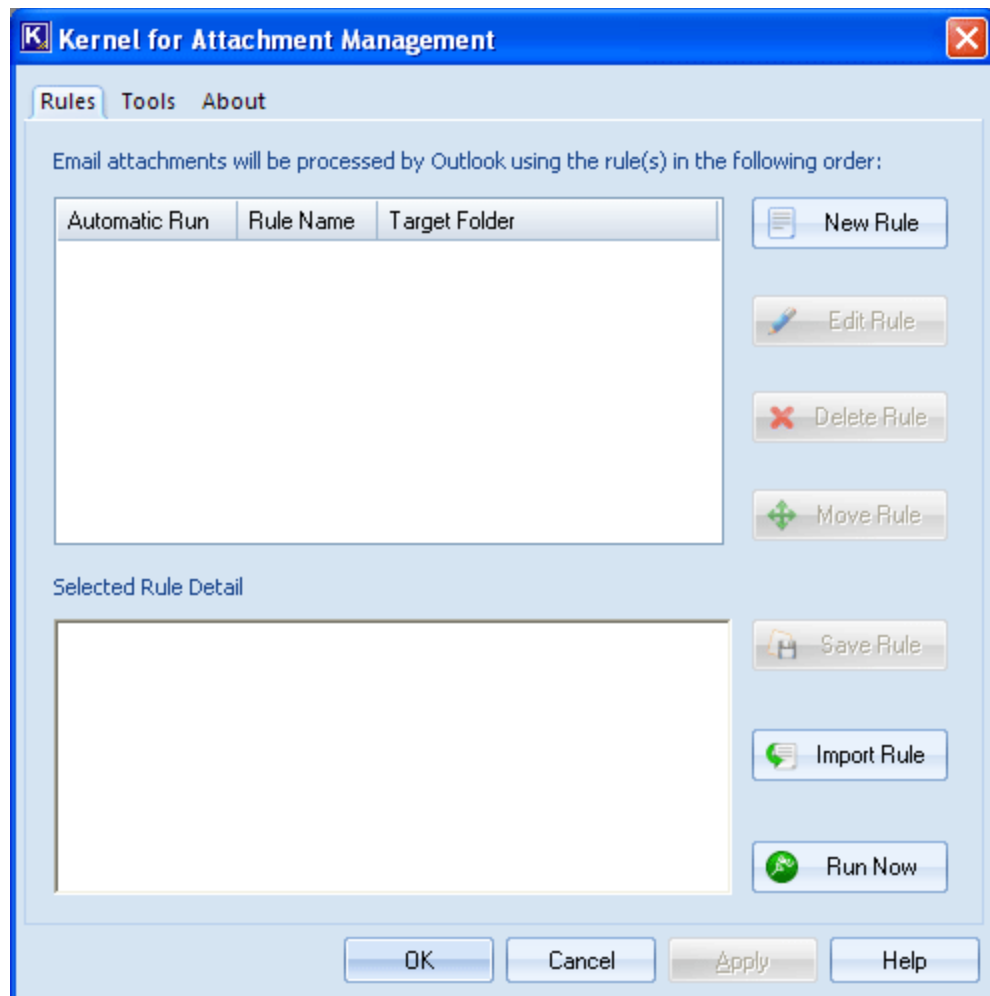 K
Kernel for Attachment Management
Rules Tools About
Email attachments will be processed by Outlook using the rule(s) in the following order:
Automatic Run Rule Name Target Folder
New Rule
Edit Rule
Delete Rule
Move Rule
Selected Rule Detail
Save Rule
Import Rule
Run Now
OK Cancel Apply Help